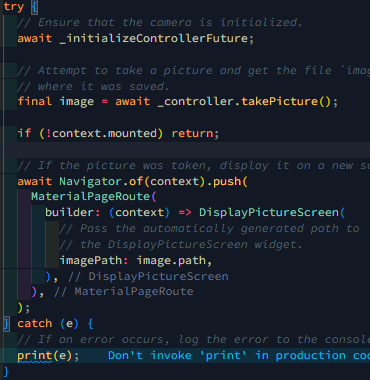 try {
// Ensure that the camera is initialized.
await _initializeControllerFuture;
// Attempt to take a picture and get the file `ima
// where it was saved.
final image = await _controller.takePicture();
if (!context.mounted) return;
// If the picture was taken, display it on a new s
await Navigator.of(context).push(
MaterialPageRoute(
builder: (context) => DisplayPictureScreen(
// Pass the automatically generated path to
// the DisplayPictureScreen widget.
imagePath: image.path,
), // DisplayPictureScreen
), // MaterialPageRoute
);
} catch (e) {
// If an error occurs, log the error to the console
print(e); Don't invoke 'print' in production co
}